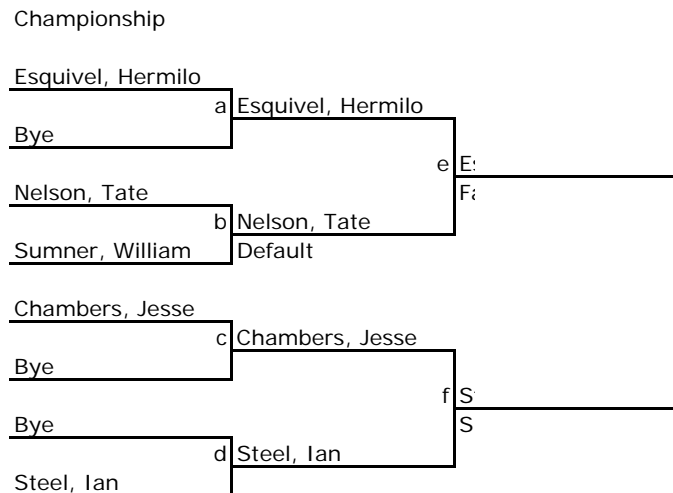 Championship
Esquivel, Hermilo
a Esquivel, Hermilo
Bye
e
Nelson, Tate
b Nelson, Tate
Sumner, William Default
Chambers, Jesse
c Chambers, Jesse
Bye
f S
S
Bye
d Steel, Ian
Steel, Ian